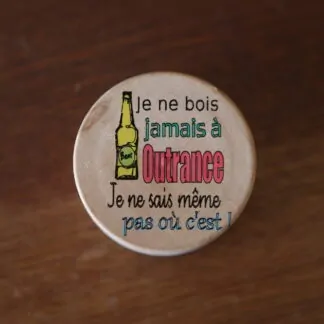 Je ne bois
jamais à
Outrance
Je ne sais même
pas où c'est !